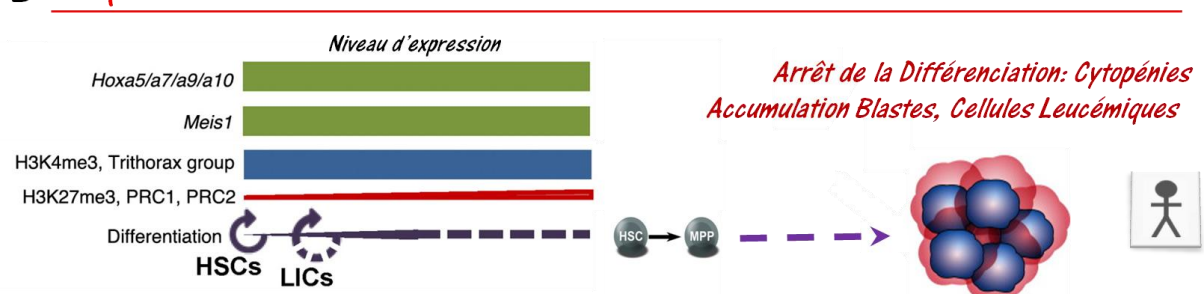 Niveau d'expression
Hoxa5/a7/a9/a10
Meis1
H3K4me3, Trithorax group
H3K27me3, PRC1, PRC2
Differentiation
HSCs
LICs
HSC
MPP
Arrêt de la Différenciation: Cytopénies
Accumulation Blastes, Cellules Leucémiques